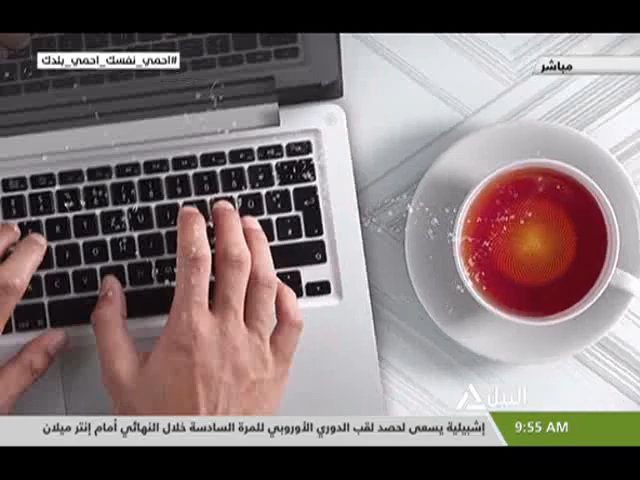 #احمي_نفسك_احمي_بلدك
مباشر
النيل
إشبيلية يسعى لحصد لقب الدوري الأوروبي للمرة السادسة خلال النهائي أمام إنتر ميلان
9:55 AM